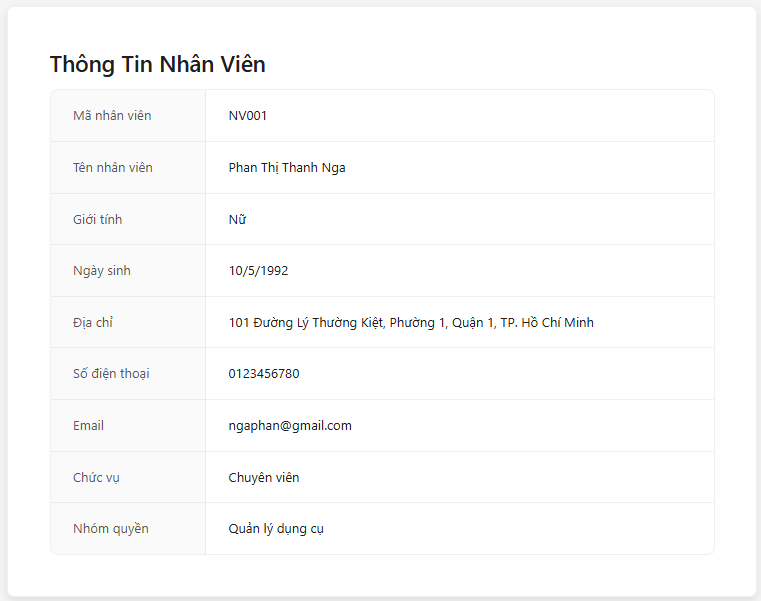 Thông Tin Nhân Viên
Mã nhân viên NV001
Tên nhân viên Phan Thị Thanh Nga
Giới tính Nữ
Ngày sinh 10/5/1992
Địa chỉ 101 Đường Lý Thường Kiệt, Phường 1, Quận 1, TP. Hồ Chí Minh
Số điện thoại 0123456780
Email ngaphan@gmail.com
Chức vụ Chuyên viên
Nhóm quyền Quản lý dụng cụ